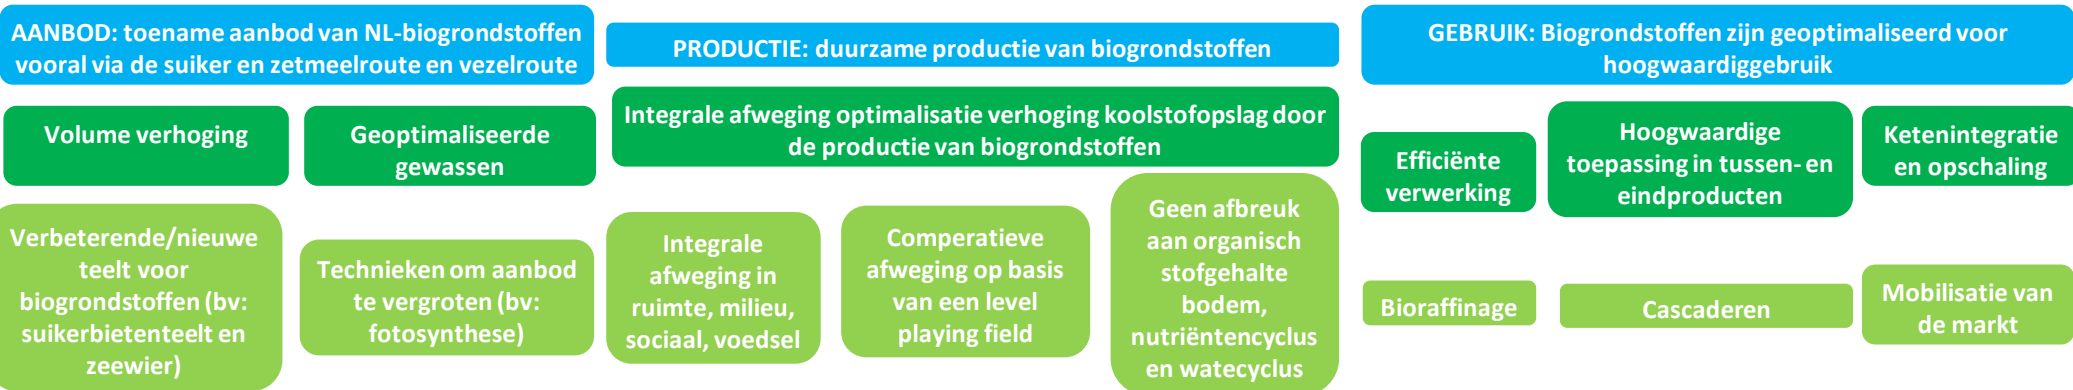 AANBOD: toename aanbod van NL-biogrondstoffen
vooral via de suiker en zetmeelroute en vezelroute
PRODUCTIE: duurzame productie van biogrondstoffen
GEBRUIK: Biogrondstoffen zijn geoptimaliseerd voor
hoogwaardiggebruik
Volume verhoging
Geoptimaliseerde
gewassen
Integrale afweging optimalisatie verhoging koolstofopslag door
de productie van biogrondstoffen
Efficiënte
verwerking
Hoogwaardige
toepassing in tussen- en
eindproducten
Ketenintegratie
en opschaling
Verbeterende/nieuwe
teelt voor
biogrondstoffen (bv:
suikerbietenteelt en
zeewier)
Technieken om aanbod
te vergroten (bv:
fotosynthese)
Integrale
afweging in
ruimte, milieu,
sociaal, voedsel
Comperatieve
afweging op basis
van een level
playing field
Geen afbreuk
aan organisch
stofgehalte
bodem,
nutriëntencyclus
en watecyclus
Bioraffinage
Cascaderen
Mobilisatie van
de markt